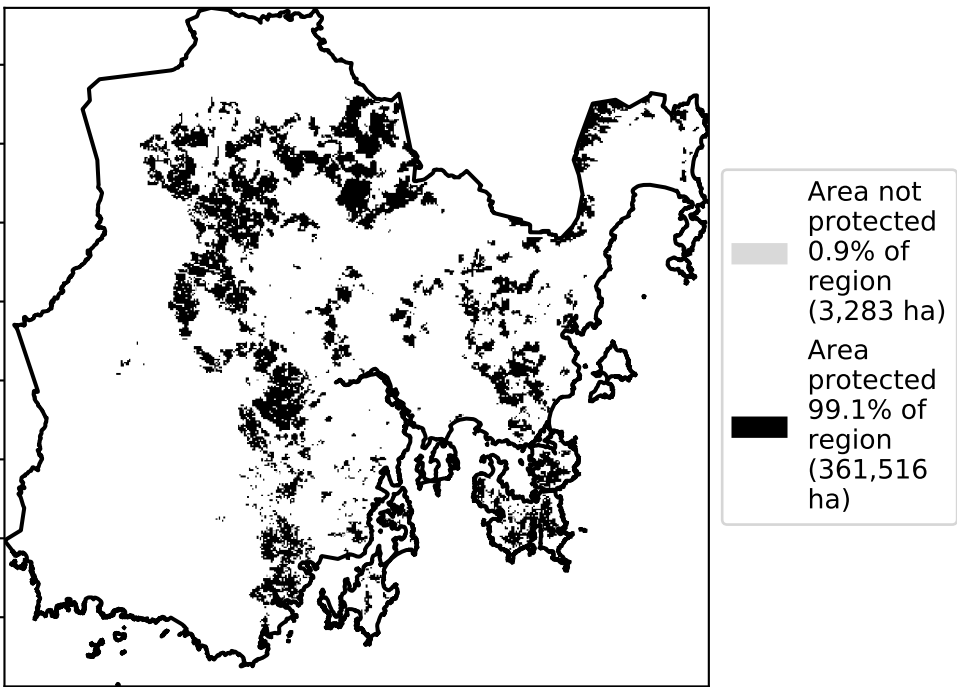 Area not
protected
0.9% of
region
(3,283 ha)
Area
protected
99.1% of
region
(361,516
ha)